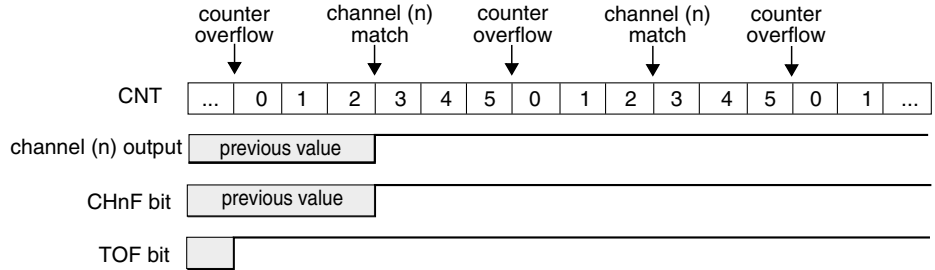 counter overflow
channel (n) match
counter overflow
channel (n) match
counter overflow
CNT ... 0 1 2 3 4 5 0 1 2 3 4 5 0 1 ...
channel (n) output previous value
CHnF bit previous value
TOF bit